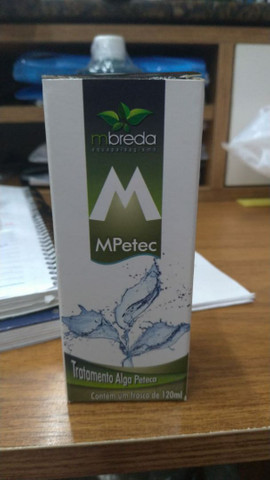 mbreda
M
MPetec
Tratamento Alga Peteca
Contém um frasco de 120ml